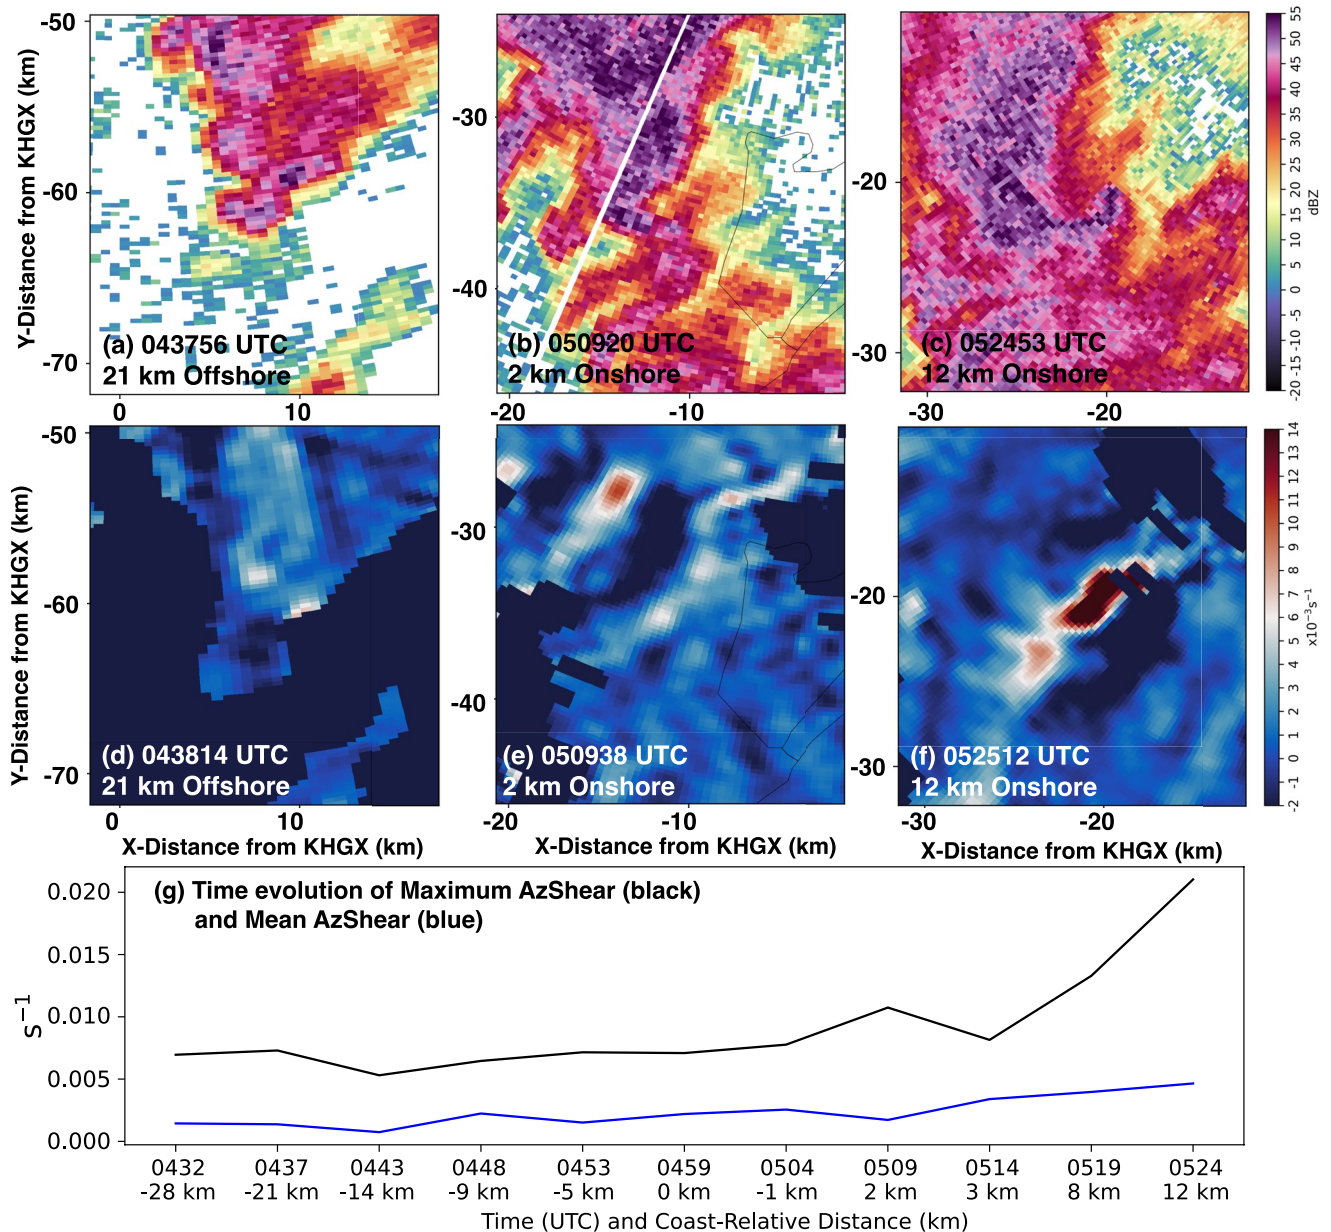 -50
-60
-70
Y-Distance from KHGX (km)
(a) 043756 UTC
21 km Offshore
0
10
-30
-40
(b) 050920 UTC
2 km Onshore
-20
-10
-20
-30
(c) 052453 UTC
12 km Onshore
-30
-20
55
50
45
40
35
30
25
20
15
10
5
0
-5
-10
-15
-20
dBZ
-50
-60
-70
Y-Distance from KHGX (km)
(d) 043814 UTC
21 km Offshore
0
10
X-Distance from KHGX (km)
-30
-40
(e) 050938 UTC
2 km Onshore
-20
-10
X-Distance from KHGX (km)
-20
-30
(f) 052512 UTC
12 km Onshore
-30
-20
X-Distance from KHGX (km)
14
13
12
11
10
9
8
7
6
5
4
3
2
1
0
-1
-2
x10⁻³s⁻¹
(g) Time evolution of Maximum AzShear (black)
and Mean AzShear (blue)
0.020
0.015
0.010
0.005
0.000
s⁻¹
0432 0437 0443 0448 0453 0459 0504 0509 0514 0519 0524
-28 km -21 km -14 km -9 km -5 km 0 km -1 km 2 km 3 km 8 km 12 km
Time (UTC) and Coast-Relative Distance (km)